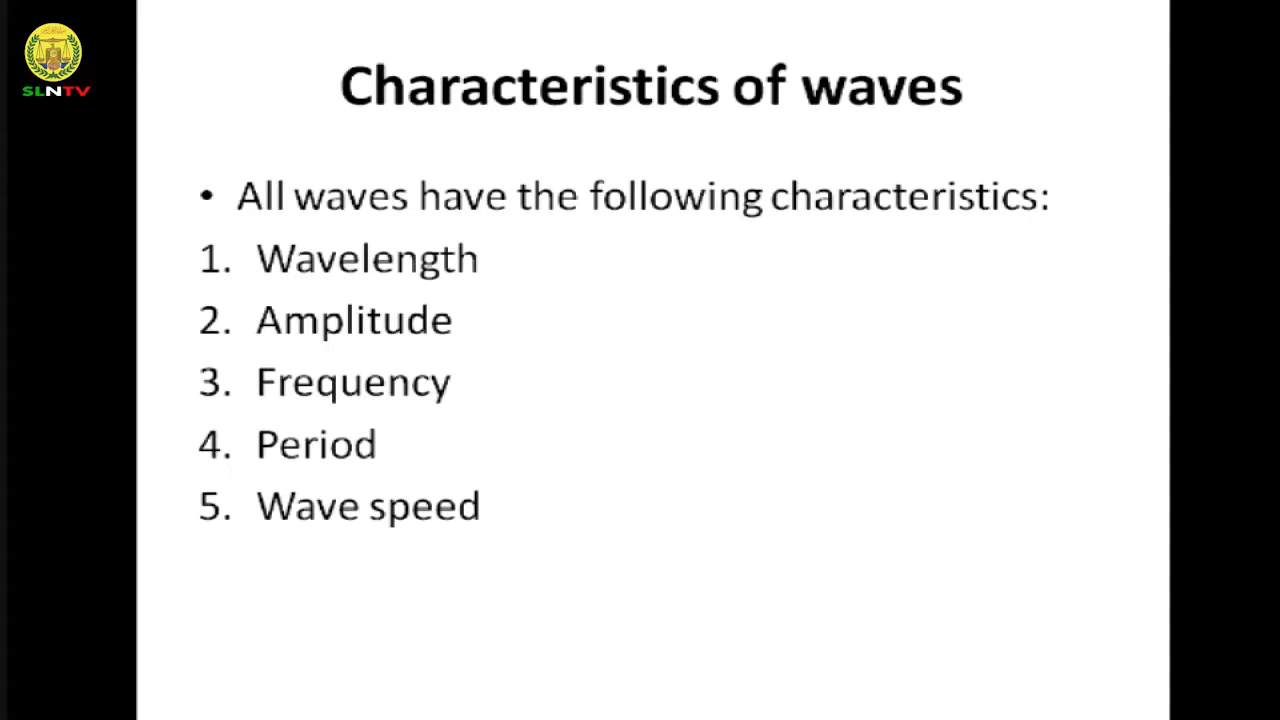 SLNTV
Characteristics of waves
• All waves have the following characteristics:
1. Wavelength
2. Amplitude
3. Frequency
4. Period
5. Wave speed